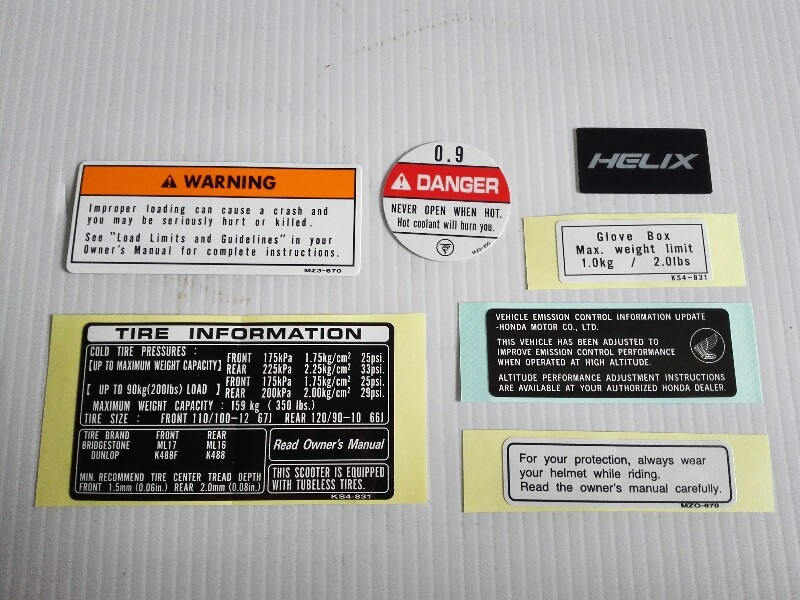 WARNING
Improper loading can cause a crash and
you may be seriously hurt or killed.
See "Load Limits and Guidelines" in your
Owner's Manual for complete instructions.
MZ3-670
0.9
DANGER
NEVER OPEN WHEN HOT.
Hot coolant will burn you.
HELIX
Glove Box
Max. weight limit
1.0kg / 2.0lbs
KS4-831
TIRE INFORMATION
COLD TIRE PRESSURES :
[UP TO MAXIMUM WEIGHT CAPACITY] FRONT 175kPa 1.75kg/cm² 25psi.
REAR 225kPa 2.25kg/cm² 33psi.
[ UP TO 90kg(200lbs) LOAD ] FRONT 175kPa 1.75kg/cm² 25psi.
REAR 200kPa 2.00kg/cm² 29psi.
MAXIMUM WEIGHT CAPACITY : 159 kg ( 350 lbs.)
TIRE SIZE : FRONT 110/100-12 67J REAR 120/90-10 66J
TIRE BRAND FRONT REAR
BRIDGESTONE ML17 ML16
DUNLOP K488F K488
MIN. RECOMMEND TIRE CENTER TREAD DEPTH
FRONT 1.5mm (0.06in.) REAR 2.0mm (0.08in.)
Read Owner's Manual
THIS SCOOTER IS EQUIPPED
WITH TUBELESS TIRES.
KS4-831
VEHICLE EMISSION CONTROL INFORMATION UPDATE
-HONDA MOTOR CO., LTD.
THIS VEHICLE HAS BEEN ADJUSTED TO
IMPROVE EMISSION CONTROL PERFORMANCE
WHEN OPERATED AT HIGH ALTITUDE.
ALTITUDE PERFORMANCE ADJUSTMENT INSTRUCTIONS
ARE AVAILABLE AT YOUR AUTHORIZED HONDA DEALER.
For your protection, always wear
your helmet while riding.
Read the owner's manual carefully.
MZ0-670